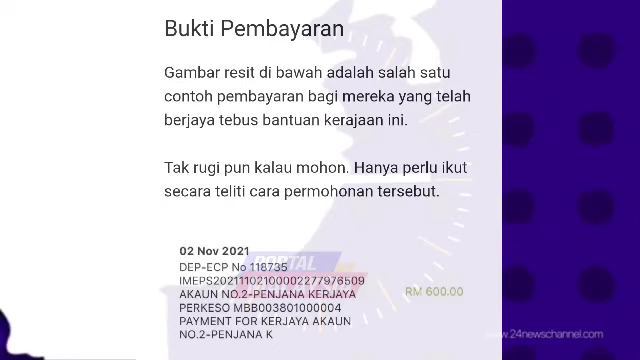 Bukti Pembayaran
Gambar resit di bawah adalah salah satu
contoh pembayaran bagi mereka yang telah
berjaya tebus bantuan kerajaan ini.
Tak rugi pun kalau mohon. Hanya perlu ikut
secara teliti cara permohonan tersebut.
02 Nov 2021
PORTAL
DEP-ECP No 118735
IMEPS20211102100002277976509
AKAUN NO.2-PENJANA KERJAYA
RM 600.00
PERKESO MBB003801000004
PAYMENT FOR KERJAYA AKAUN
NO.2-PENJANA K
www.24newschannel.com